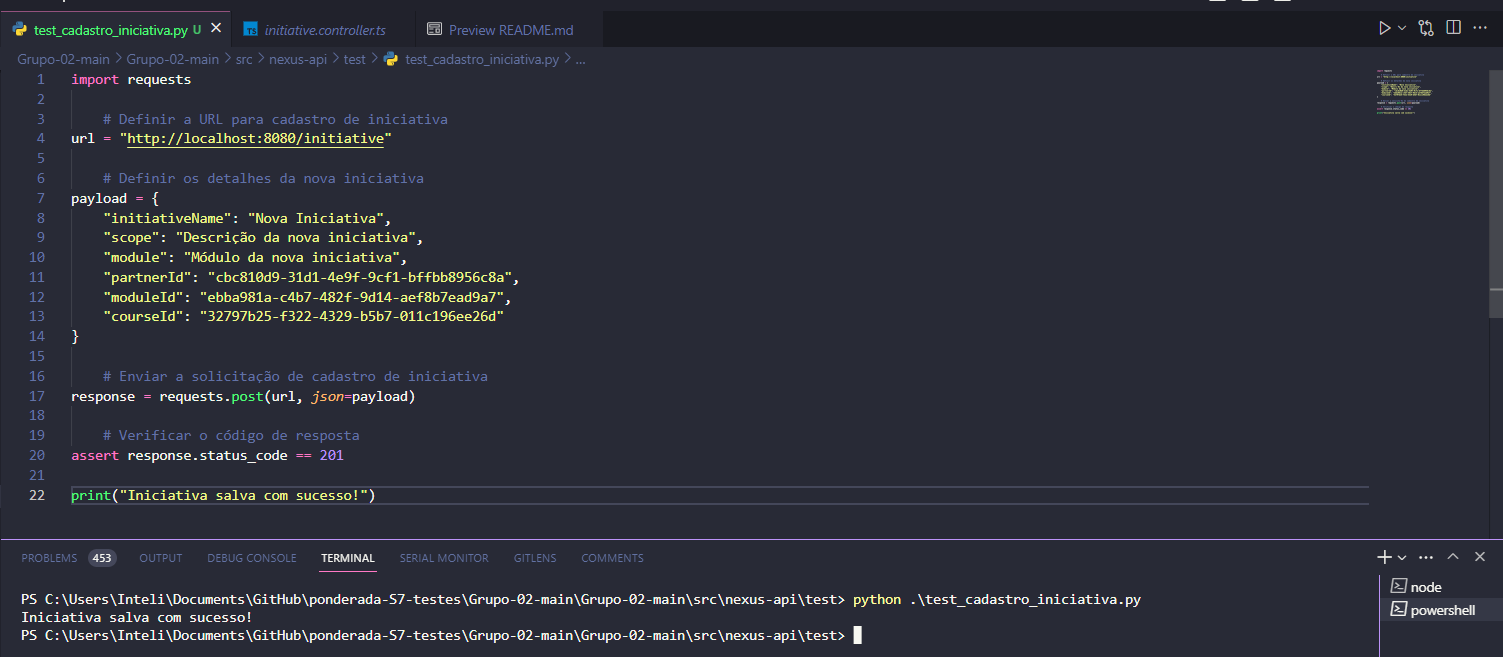 test_cadastro_iniciativa.py U
TS initiative.controller.ts
Preview README.md
Grupo-02-main > Grupo-02-main > src > nexus-api > test > test_cadastro_iniciativa.py > ...
1 import requests
2
3 # Definir a URL para cadastro de iniciativa
4 url = "http://localhost:8080/initiative"
5
6 # Definir os detalhes da nova iniciativa
7 payload = {
8 "initiativeName": "Nova Iniciativa",
9 "scope": "Descrição da nova iniciativa",
10 "module": "Módulo da nova iniciativa",
11 "partnerId": "cbc810d9-31d1-4e9f-9cf1-bffbb8956c8a",
12 "moduleId": "ebba981a-c4b7-482f-9d14-aef8b7ead9a7",
13 "courseId": "32797b25-f322-4329-b5b7-011c196ee26d"
14 }
15
16 # Enviar a solicitação de cadastro de iniciativa
17 response = requests.post(url, json=payload)
18
19 # Verificar o código de resposta
20 assert response.status_code == 201
21
22 print("Iniciativa salva com sucesso!")
PROBLEMS 453 OUTPUT DEBUG CONSOLE TERMINAL SERIAL MONITOR GITLENS COMMENTS
PS C:\Users\Inteli\Documents\GitHub\ponderada-S7-testes\Grupo-02-main\Grupo-02-main\src\nexus-api\test> python .\test_cadastro_iniciativa.py
Iniciativa salva com sucesso!
PS C:\Users\Inteli\Documents\GitHub\ponderada-S7-testes\Grupo-02-main\Grupo-02-main\src\nexus-api\test>
node
powershell